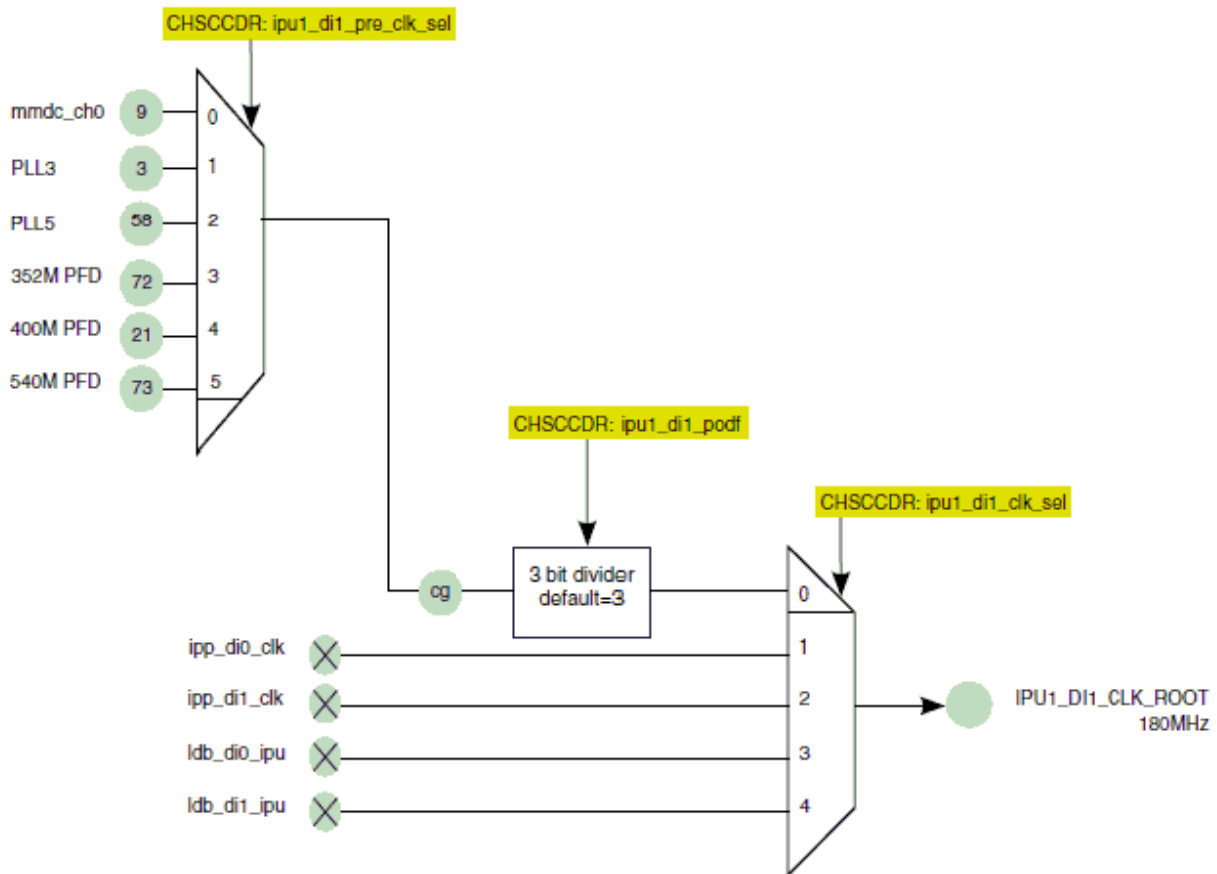 CHSCCDR: ipu1_di1_pre_clk_sel
mmdc_ch0 9 0
PLL3 3 1
PLL5 58 2
352M PFD 72 3
400M PFD 21 4
540M PFD 73 5
CHSCCDR: ipu1_di1_podf
CHSCCDR: ipu1_di1_clk_sel
cg
3 bit divider
default=3
0
ipp_di0_clk 1
ipp_di1_clk 2
ldb_di0_ipu 3
ldb_di1_ipu 4
IPU1_DI1_CLK_ROOT
180MHz